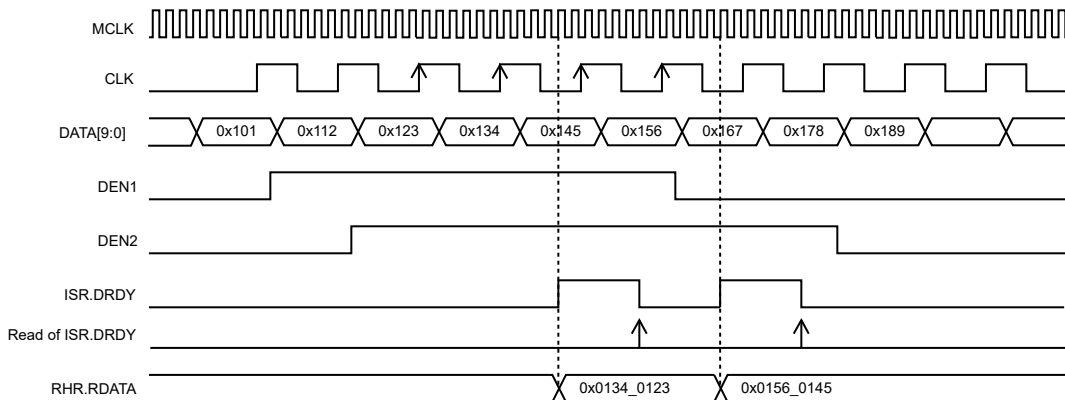 MCLK
CLK
DATA[9:0] 0x101 0x112 0x123 0x134 0x145 0x156 0x167 0x178 0x189
DEN1
DEN2
ISR.DRDY
Read of ISR.DRDY
RHR.RDATA 0x0134_0123 0x0156_0145